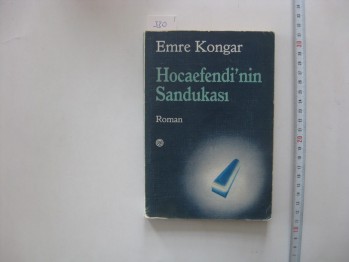 Emre Kongar
Hocaefendi'nin
Sandukası
Roman